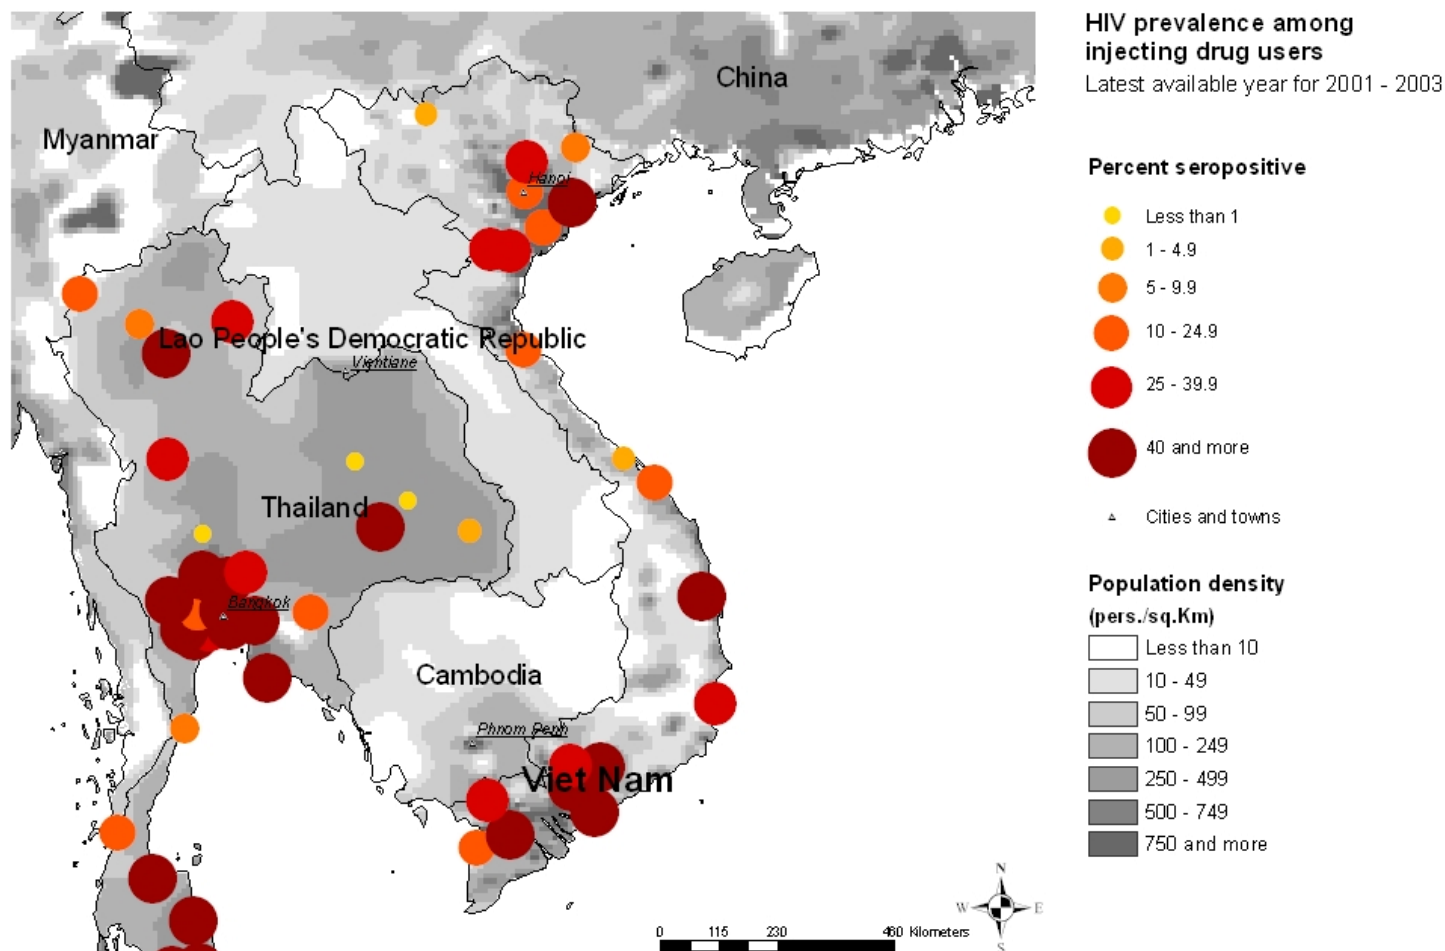 HIV prevalence among
injecting drug users
Latest available year for 2001 - 2003
China
Myanmar
Hanoi
Lao People's Democratic Republic
Vientiane
Thailand
Bangkok
Cambodia
Phnom Penh
Viet Nam
Percent seropositive
Less than 1
1 - 4.9
5 - 9.9
10 - 24.9
25 - 39.9
40 and more
Cities and towns
Population density
(pers./sq.Km)
Less than 10
10 - 49
50 - 99
100 - 249
250 - 499
500 - 749
750 and more
N
W E
S
0 115 230 460 Kilometers